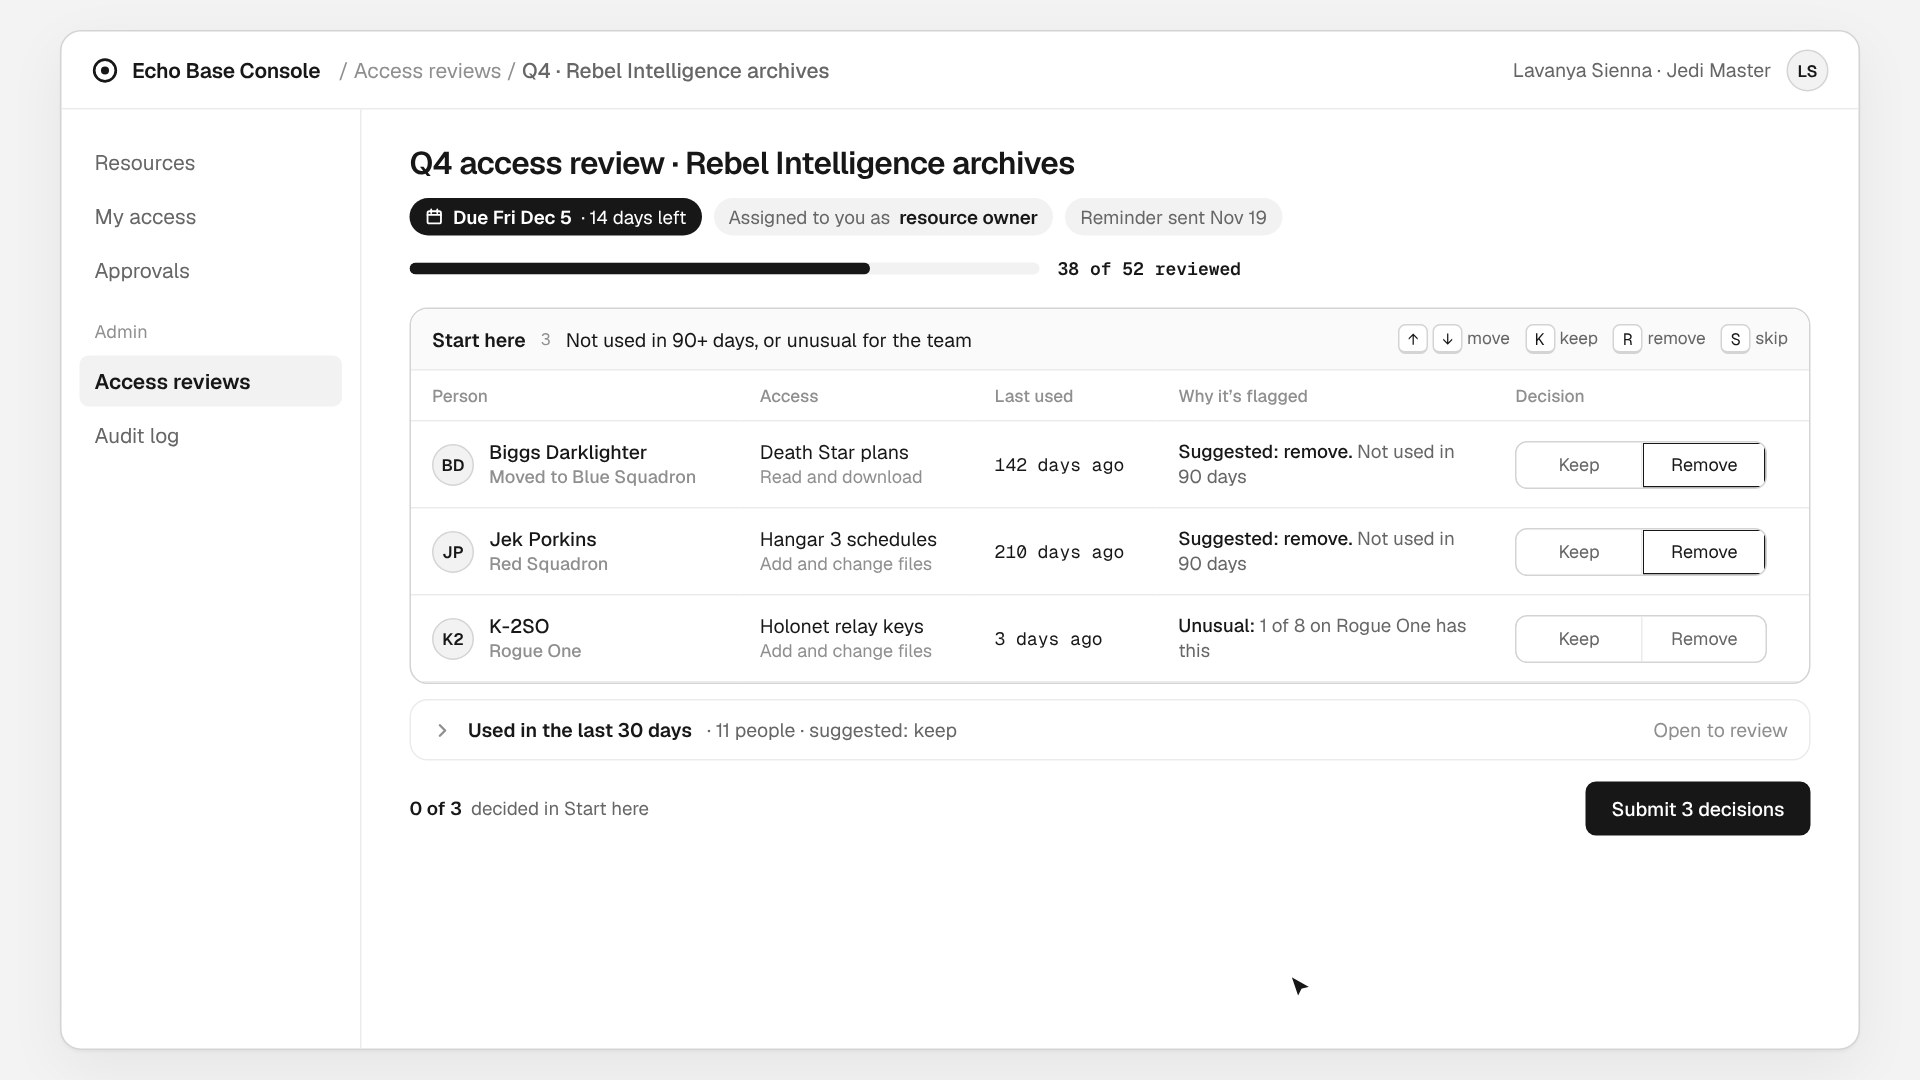 Echo Base Console / Access reviews / Q4 · Rebel Intelligence archives
Lavanya Sienna · Jedi Master LS
Resources
My access
Approvals
Admin
Access reviews
Audit log
Q4 access review · Rebel Intelligence archives
Due Fri Dec 5 · 14 days left
Assigned to you as resource owner
Reminder sent Nov 19
38 of 52 reviewed
Start here 3 Not used in 90+ days, or unusual for the team
↑ ↓ move K keep R remove S skip
Person Access Last used Why it's flagged Decision
BD
Biggs Darklighter
Moved to Blue Squadron
Death Star plans
Read and download
142 days ago
Suggested: remove. Not used in
90 days
Keep Remove
JP
Jek Porkins
Red Squadron
Hangar 3 schedules
Add and change files
210 days ago
Suggested: remove. Not used in
90 days
Keep Remove
K2
K-2SO
Rogue One
Holonet relay keys
Add and change files
3 days ago
Unusual: 1 of 8 on Rogue One has
this
Keep Remove
Used in the last 30 days · 11 people · suggested: keep
Open to review
0 of 3 decided in Start here
Submit 3 decisions